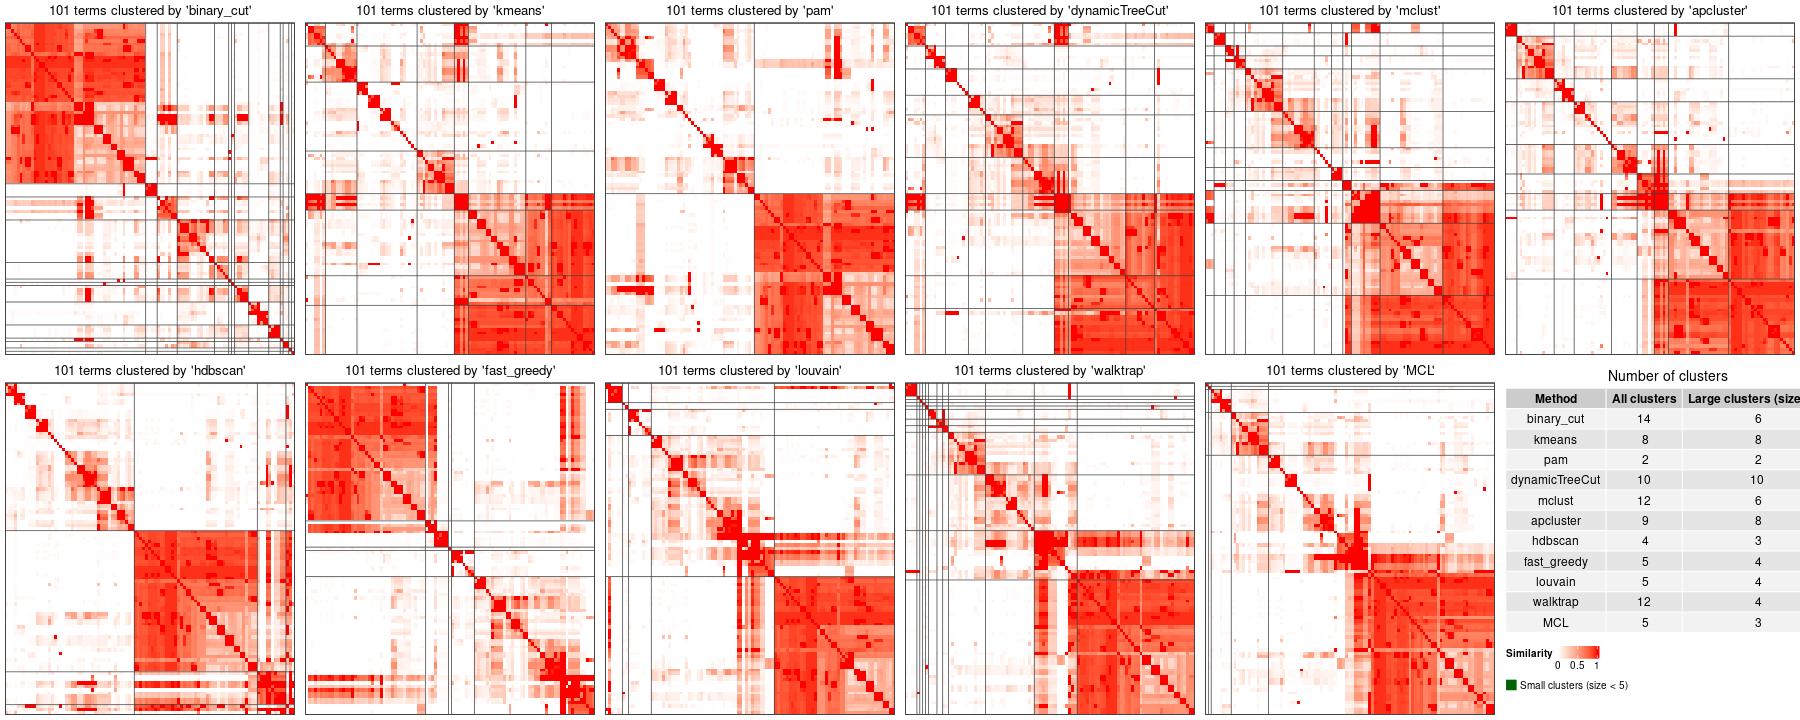 101 terms clustered by 'binary_cut'
101 terms clustered by 'kmeans'
101 terms clustered by 'pam'
101 terms clustered by 'dynamicTreeCut'
101 terms clustered by 'mclust'
101 terms clustered by 'apcluster'
101 terms clustered by 'hdbscan'
101 terms clustered by 'fast_greedy'
101 terms clustered by 'louvain'
101 terms clustered by 'walktrap'
101 terms clustered by 'MCL'
Number of clusters
Method All clusters Large clusters (size
binary_cut 14 6
kmeans 8 8
pam 2 2
dynamicTreeCut 10 10
mclust 12 6
apcluster 9 8
hdbscan 4 3
fast_greedy 5 4
louvain 5 4
walktrap 12 4
MCL 5 3
Similarity
0 0.5 1
Small clusters (size < 5)